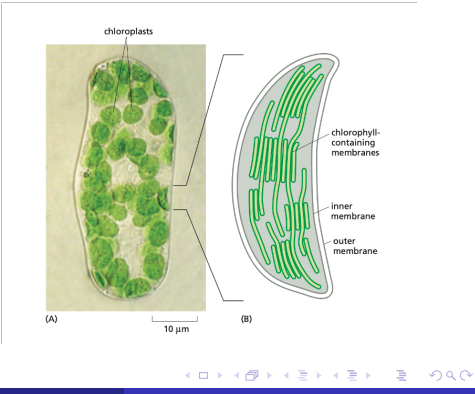 chloroplasts
chlorophyll-
containing
membranes
inner
membrane
outer
membrane
(A)
10 µm
(B)